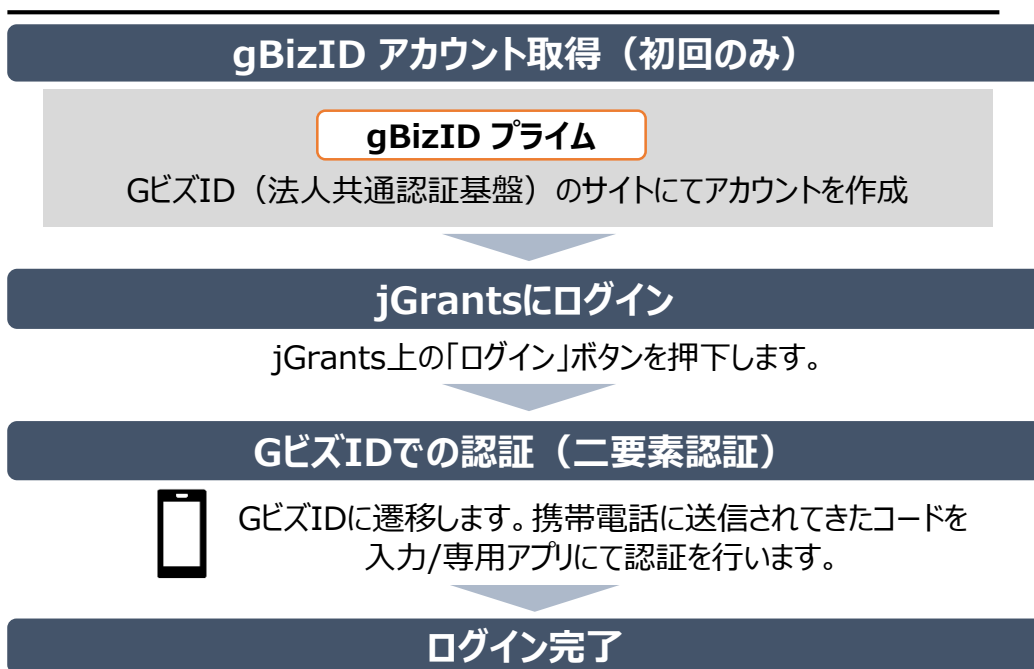 gBizID アカウント取得（初回のみ）
gBizID プライム
GビズID（法人共通認証基盤）のサイトにてアカウントを作成
jGrantsにログイン
jGrants上の「ログイン」ボタンを押下します。
GビズIDでの認証（二要素認証）
GビズIDに遷移します。携帯電話に送信されてきたコードを
入力/専用アプリにて認証を行います。
ログイン完了